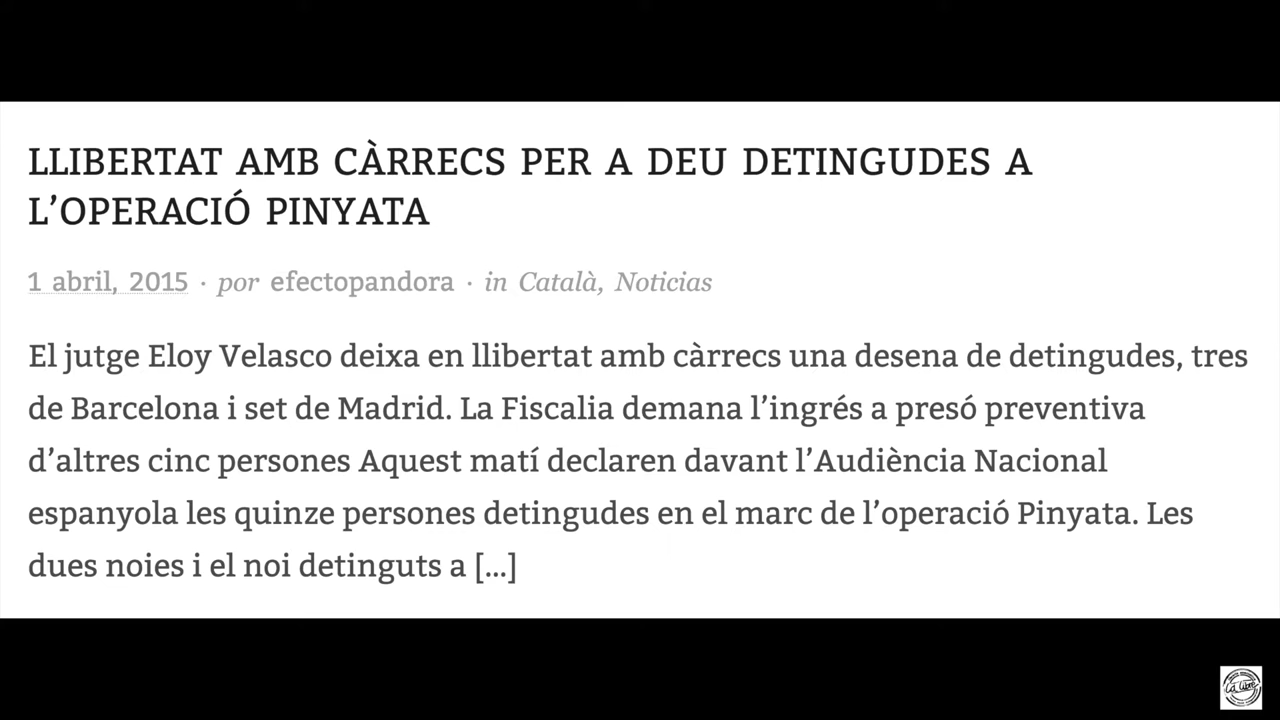 LLIBERTAT AMB CÀRRECS PER A DEU DETINGUDES A
L’OPERACIÓ PINYATA
1 abril, 2015 · por efectopandora · in Català, Noticias
El jutge Eloy Velasco deixa en llibertat amb càrrecs una desena de detingudes, tres
de Barcelona i set de Madrid. La Fiscalia demana l’ingrés a presó preventiva
d’altres cinc persones Aquest matí declaren davant l’Audiència Nacional
espanyola les quinze persones detingudes en el marc de l’operació Pinyata. Les
dues noies i el noi detinguts a [...]